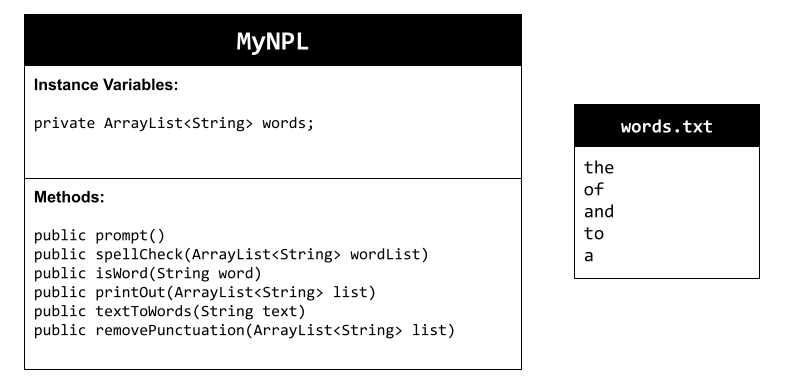 MyNPL
Instance Variables:
private ArrayList<String> words;
Methods:
public prompt()
public spellCheck(ArrayList<String> wordList)
public isWord(String word)
public printOut(ArrayList<String> list)
public textToWords(String text)
public removePunctuation(ArrayList<String> list)
words.txt
the
of
and
to
a